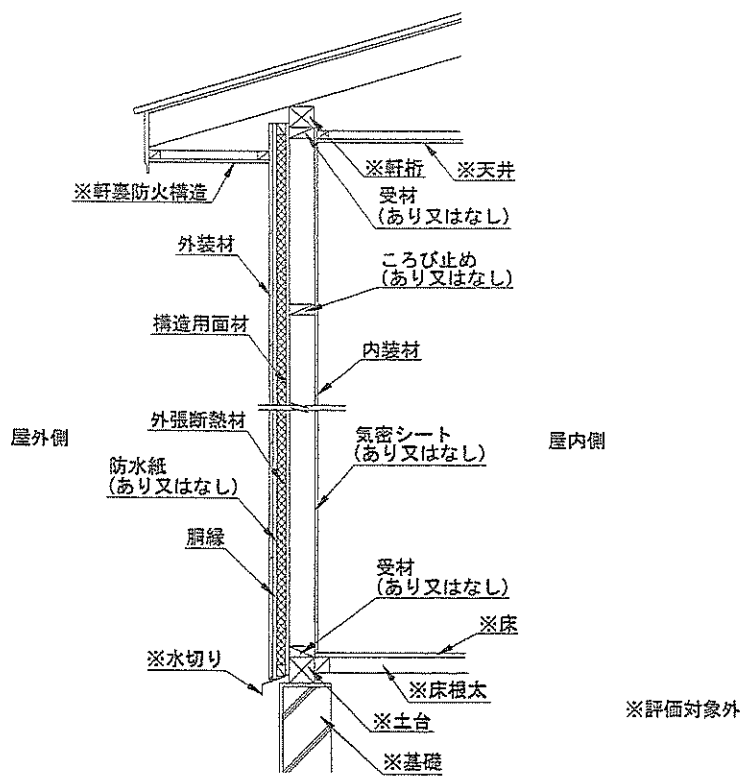 ※軒桁
※天井
※軒裏防火構造
受材
(あり又はなし)
外装材
ころび止め
(あり又はなし)
構造用面材
内装材
外張断熱材
屋外側
気密シート
(あり又はなし)
屋内側
防水紙
(あり又はなし)
胴縁
受材
(あり又はなし)
※床
※水切り
※床根太
※土台
※評価対象外
※基礎